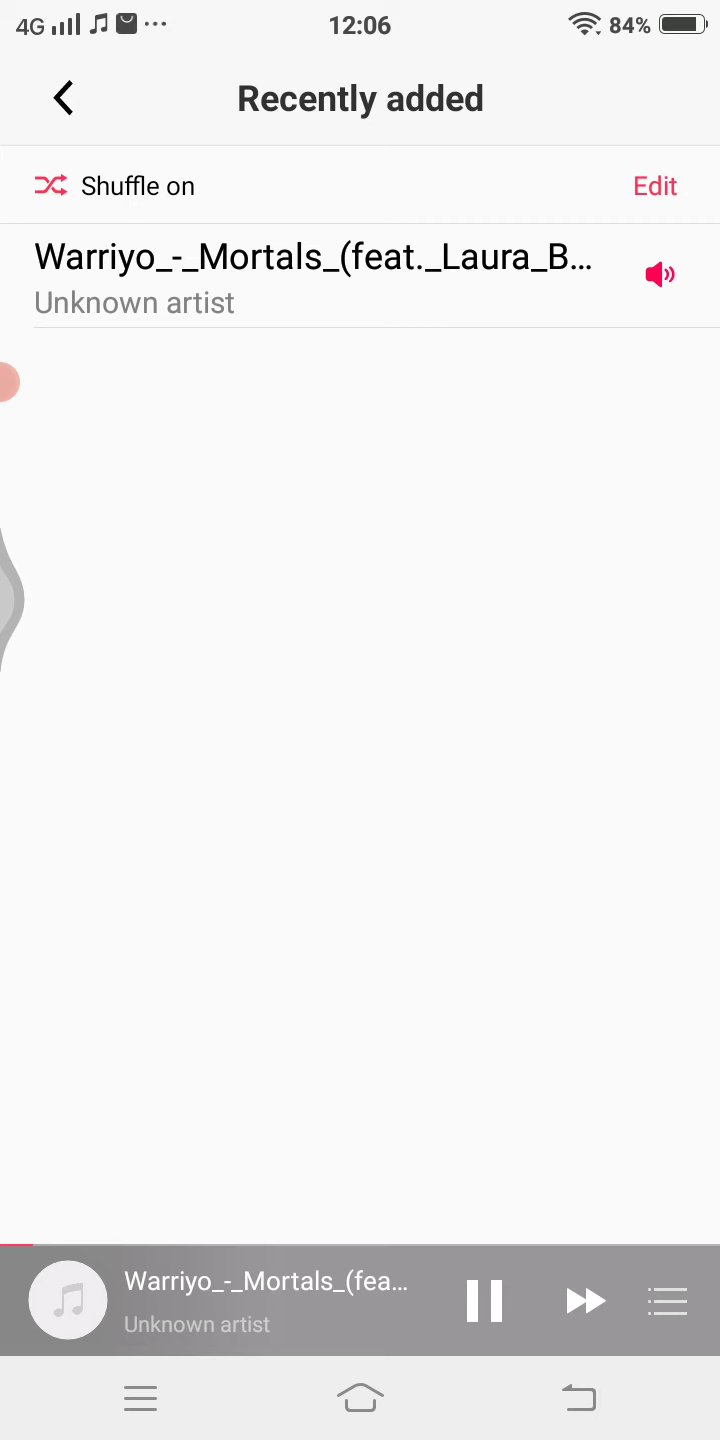 4G 12:06 84%
Recently added
Shuffle on Edit
Warriyo_-_Mortals_(feat._Laura_B...
Unknown artist
Warriyo_-_Mortals_(fea...
Unknown artist